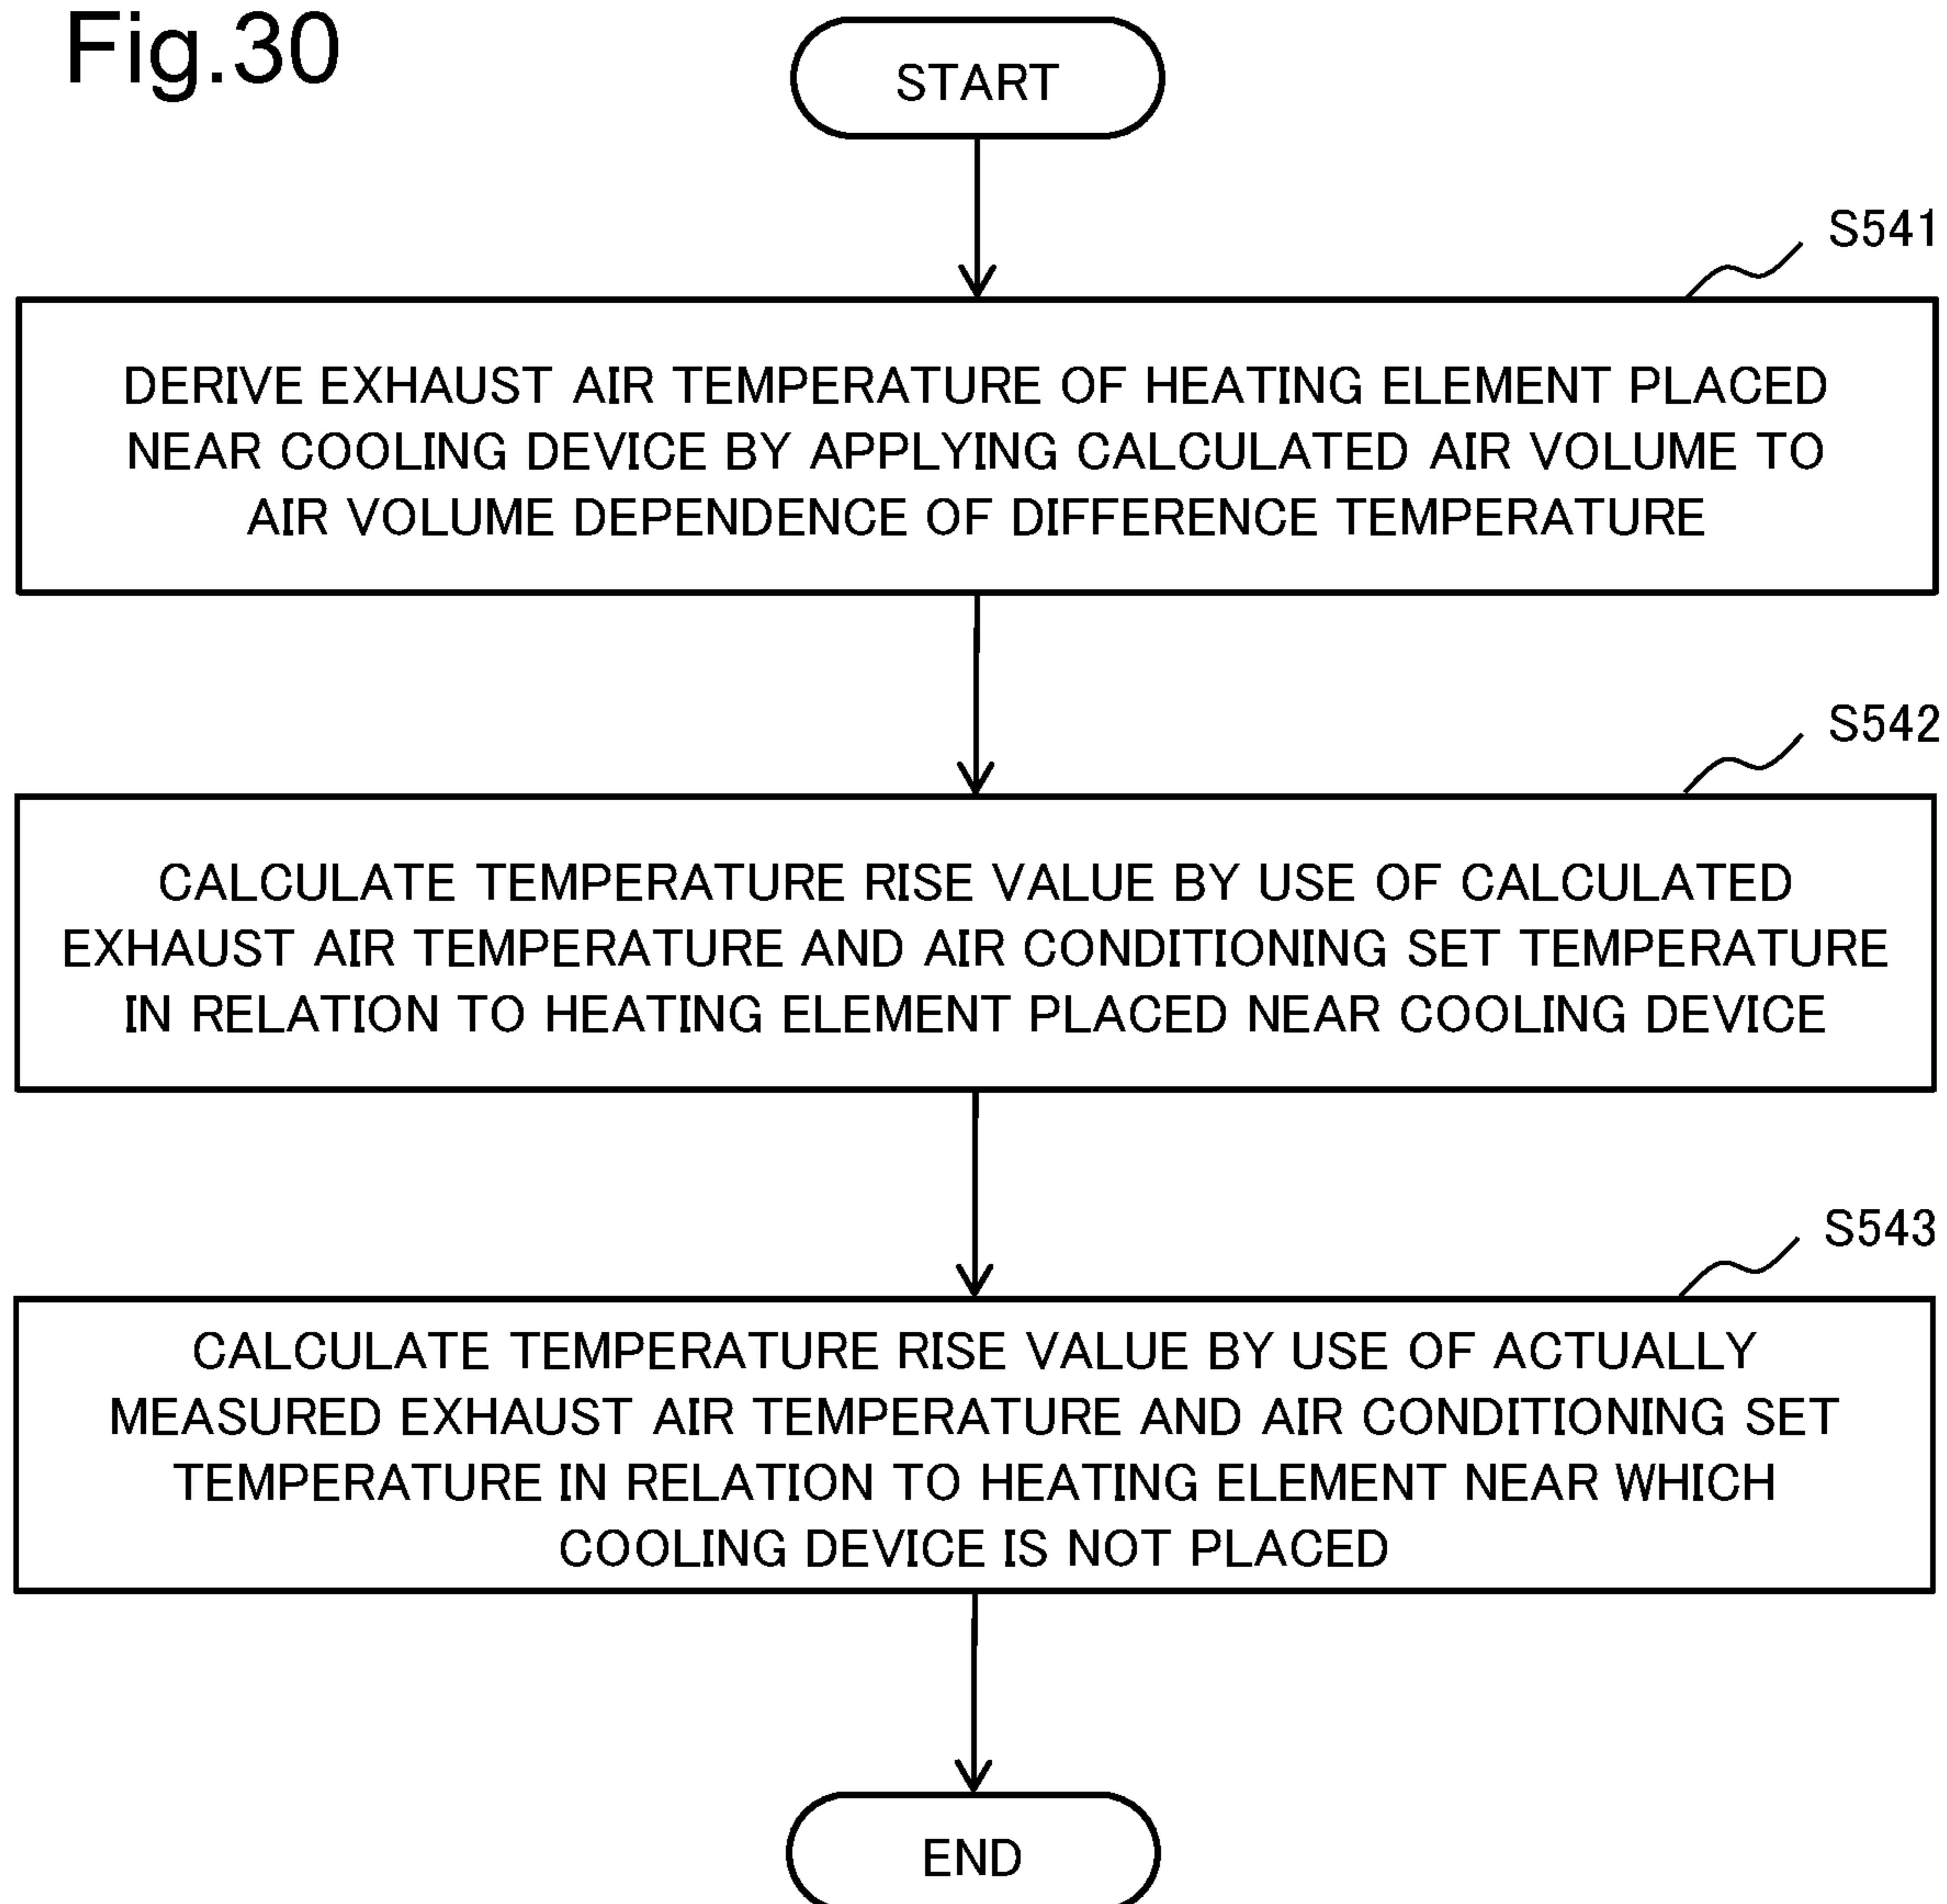 Fig.30
START
S541
DERIVE EXHAUST AIR TEMPERATURE OF HEATING ELEMENT PLACED
NEAR COOLING DEVICE BY APPLYING CALCULATED AIR VOLUME TO
AIR VOLUME DEPENDENCE OF DIFFERENCE TEMPERATURE
S542
CALCULATE TEMPERATURE RISE VALUE BY USE OF CALCULATED
EXHAUST AIR TEMPERATURE AND AIR CONDITIONING SET TEMPERATURE
IN RELATION TO HEATING ELEMENT PLACED NEAR COOLING DEVICE
S543
CALCULATE TEMPERATURE RISE VALUE BY USE OF ACTUALLY
MEASURED EXHAUST AIR TEMPERATURE AND AIR CONDITIONING SET
TEMPERATURE IN RELATION TO HEATING ELEMENT NEAR WHICH
COOLING DEVICE IS NOT PLACED
END